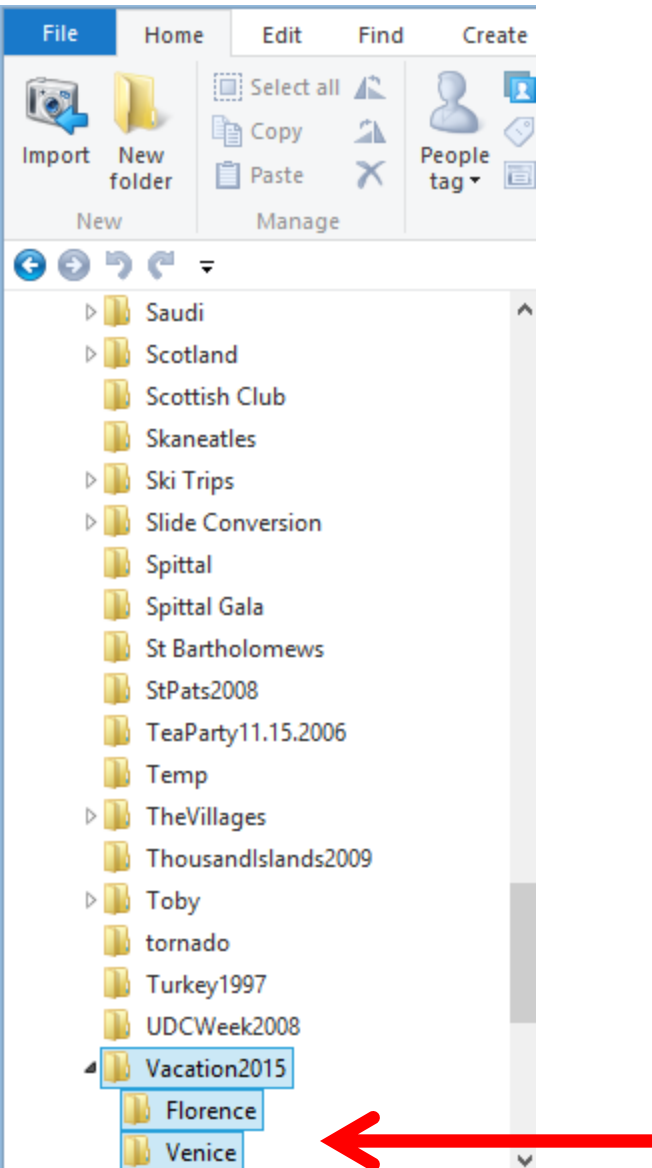 File Home Edit Find Create
Select all
Copy
Paste
Import New folder
People tag
New Manage
Saudi
Scotland
Scottish Club
Skaneatles
Ski Trips
Slide Conversion
Spittal
Spittal Gala
St Bartholomews
StPats2008
TeaParty11.15.2006
Temp
TheVillages
ThousandIslands2009
Toby
tornado
Turkey1997
UDCWeek2008
Vacation2015
Florence
Venice